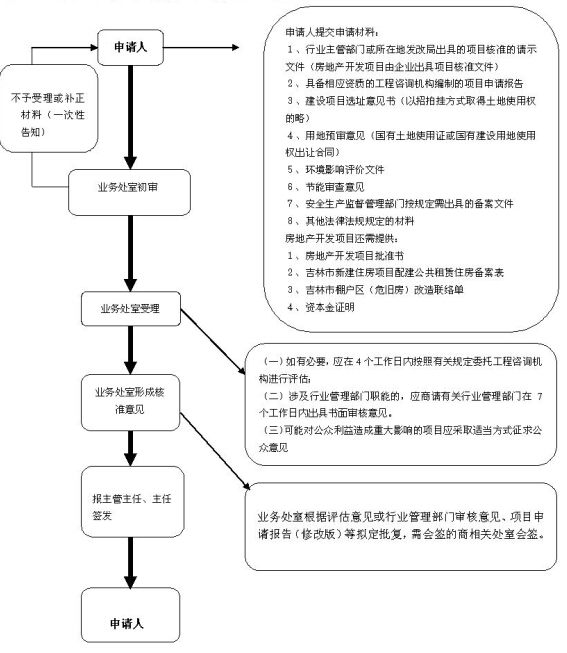 申请人
申请人提交申请材料：
1、行业主管部门或所在地发改局出具的项目核准的请示
文件（房地产开发项目由企业出具项目核准文件）
2、具备相应资质的工程咨询机构编制的项目申请报告
3、建设项目选址意见书（以招拍挂方式取得土地使用权
的略）
4、用地预审意见（国有土地使用证或国有建设用地使用
权出让合同）
5、环境影响评价文件
6、节能审查意见
7、安全生产监督管理部门按规定需出具的备案文件
8、其他法律法规规定的材料
房地产开发项目还需提供：
1、房地产开发项目批准书
2、吉林市新建住房项目配建公共租赁住房备案表
3、吉林市棚户区（危旧房）改造联络单
4、资本金证明
不予受理或补正
材料（一次性
告知）
业务处室初审
业务处室受理
（一）如有必要，应在4个工作日内按照有关规定委托工程咨询机
构进行评估；
（二）涉及行业管理部门职能的，应商请有关行业管理部门在 7
个工作日内出具书面审核意见。
（三）可能对公众利益造成重大影响的项目应采取适当方式征求公
众意见
业务处室形成核
准意见
业务处室根据评估意见或行业管理部门审核意见、项目申
请报告（修改版）等拟定批复，需会签的商相关处室会签。
报主管主任、主任
签发
申请人